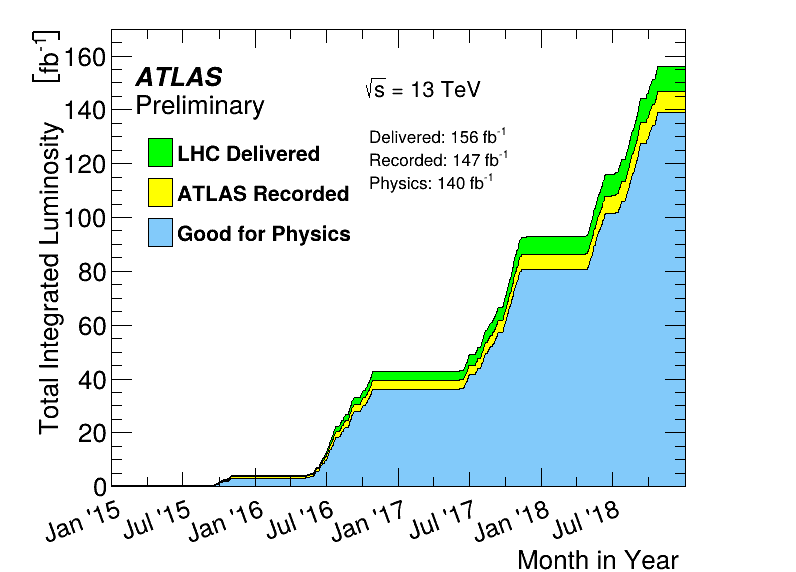 Total Integrated Luminosity [fb⁻¹]
160
140
120
100
80
60
40
20
0
ATLAS
Preliminary
√s = 13 TeV
Delivered: 156 fb⁻¹
Recorded: 147 fb⁻¹
Physics: 140 fb⁻¹
LHC Delivered
ATLAS Recorded
Good for Physics
Jan '15
Jul '15
Jan '16
Jul '16
Jan '17
Jul '17
Jan '18
Jul '18
Month in Year